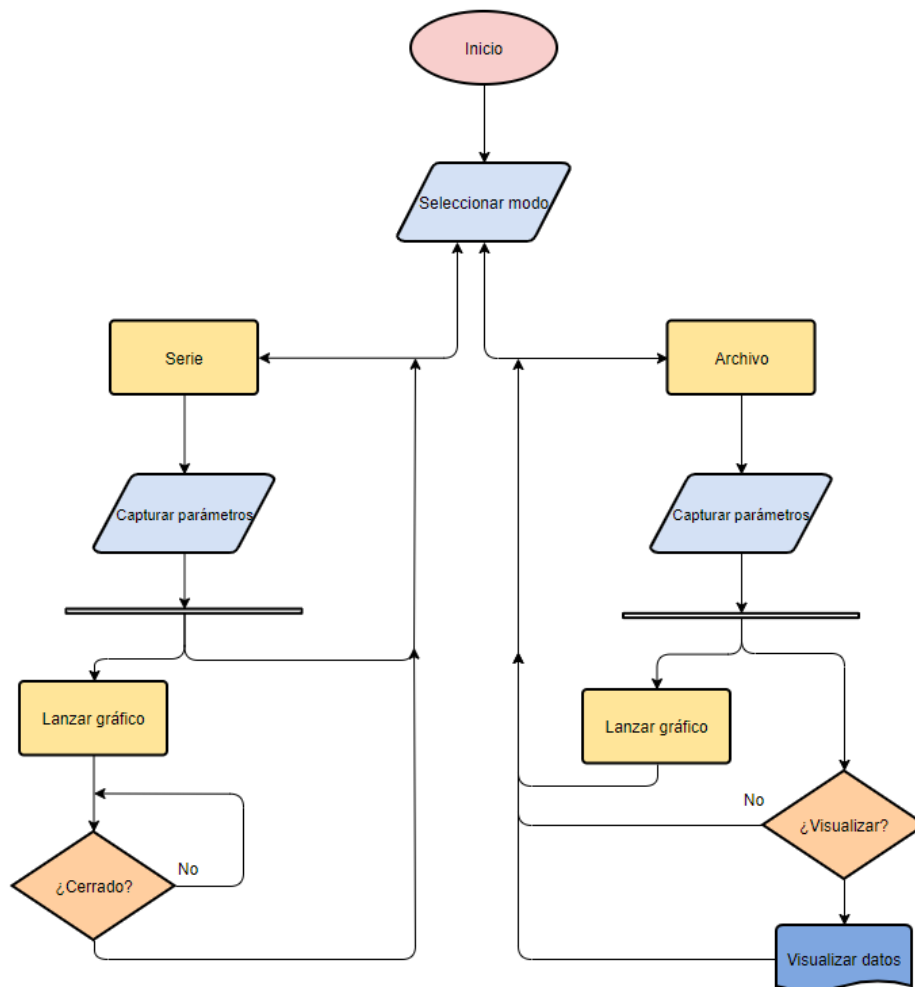 Inicio
Seleccionar modo
Serie
Archivo
Capturar parámetros
Capturar parámetros
Lanzar gráfico
Lanzar gráfico
No
¿Visualizar?
No
¿Cerrado?
Visualizar datos